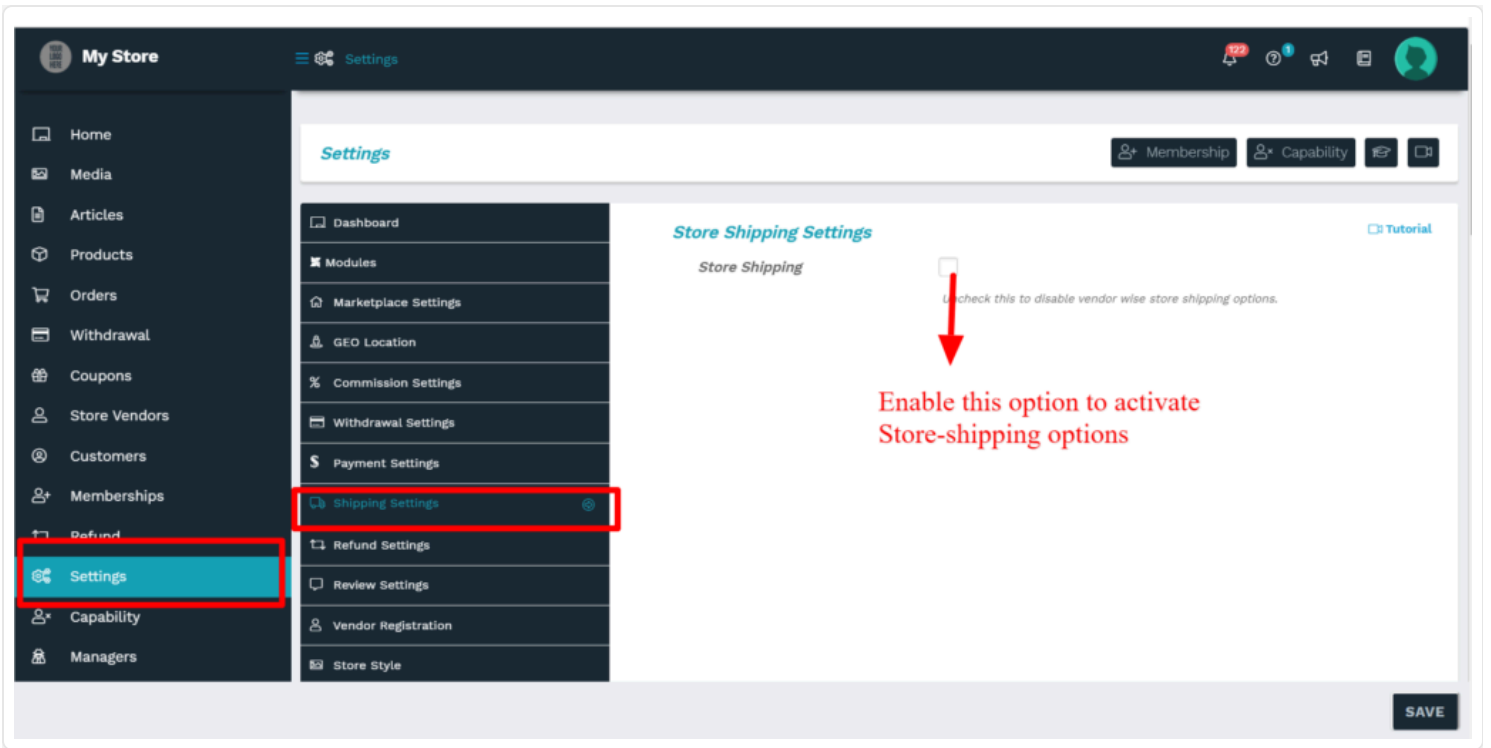 My Store
Settings
122
1
Home
Media
Articles
Products
Orders
Withdrawal
Coupons
Store Vendors
Customers
Memberships
Refund
Settings
Capability
Managers
Settings
Membership
Capability
Dashboard
Modules
Marketplace Settings
GEO Location
% Commission Settings
Withdrawal Settings
$ Payment Settings
Shipping Settings
Refund Settings
Review Settings
Vendor Registration
Store Style
Store Shipping Settings
Tutorial
Store Shipping
Uncheck this to disable vendor wise store shipping options.
Enable this option to activate
Store-shipping options
SAVE